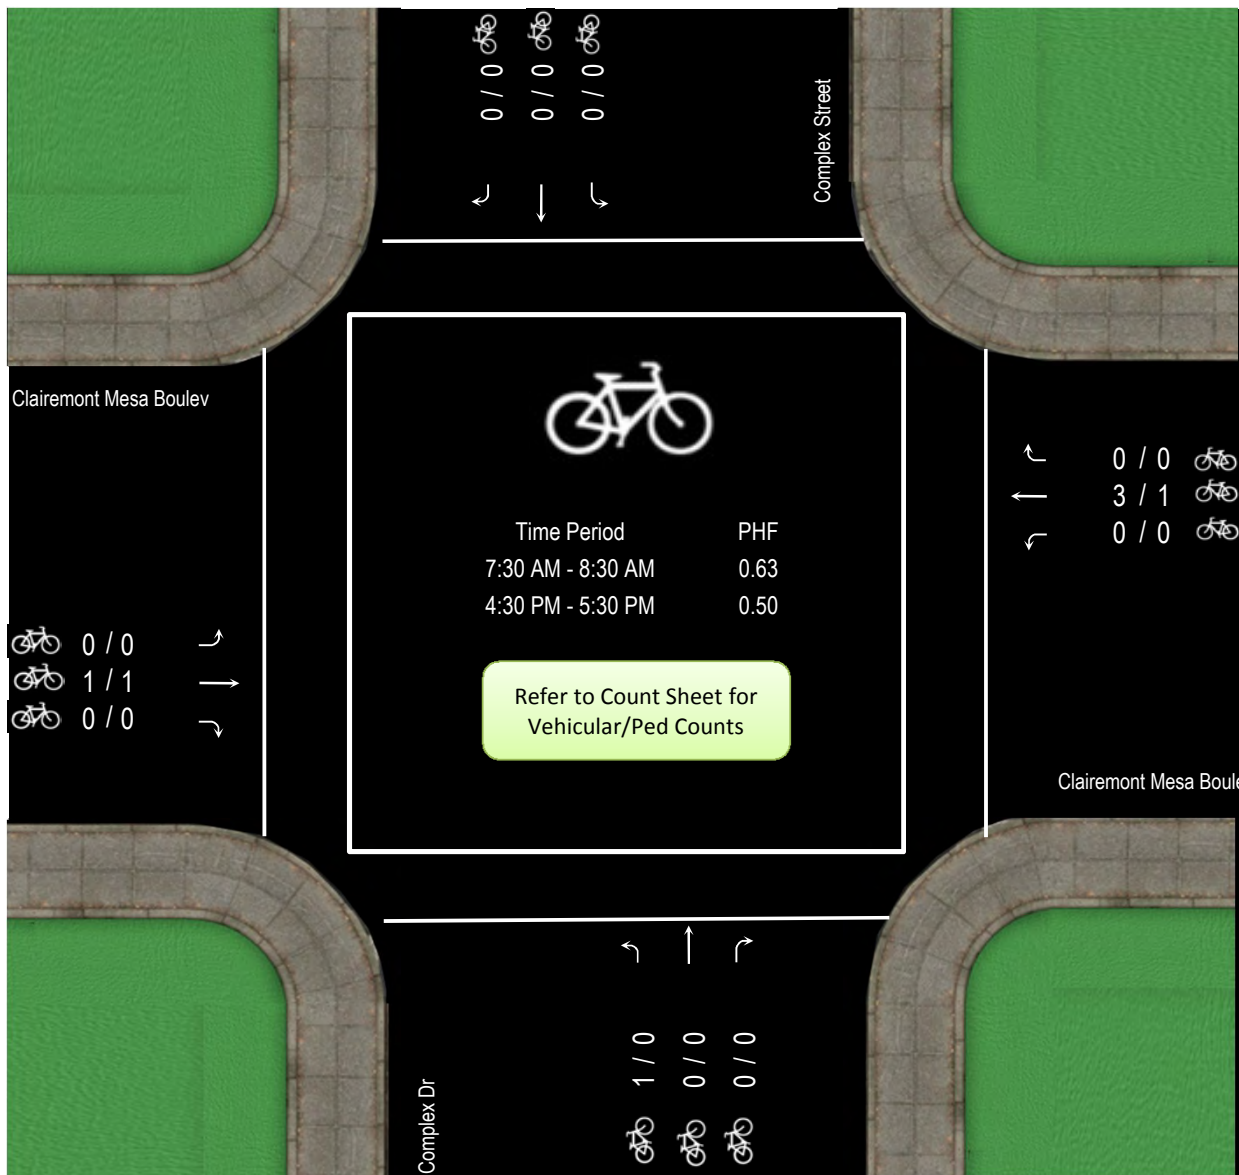 0 / 0
0 / 0
0 / 0
Complex Street
Clairemont Mesa Boulev
0 / 0
3 / 1
0 / 0
Time Period PHF
7:30 AM - 8:30 AM 0.63
4:30 PM - 5:30 PM 0.50
0 / 0
1 / 1
0 / 0
Refer to Count Sheet for
Vehicular/Ped Counts
Clairemont Mesa Boule
1 / 0
0 / 0
0 / 0
Complex Dr